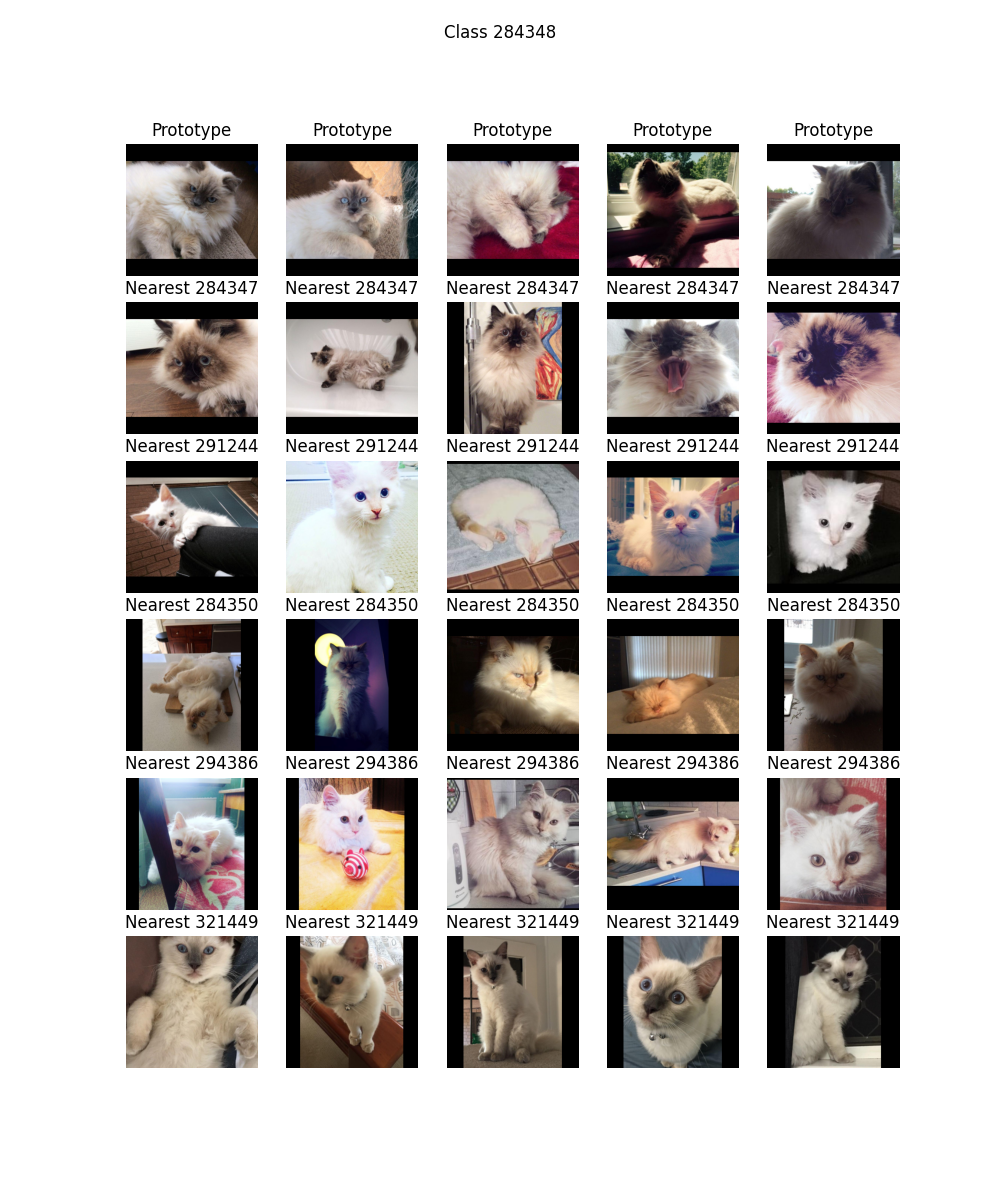 Class 284348
Prototype Prototype Prototype Prototype Prototype
Nearest 284347 Nearest 284347 Nearest 284347 Nearest 284347 Nearest 284347
Nearest 291244 Nearest 291244 Nearest 291244 Nearest 291244 Nearest 291244
Nearest 284350 Nearest 284350 Nearest 284350 Nearest 284350 Nearest 284350
Nearest 294386 Nearest 294386 Nearest 294386 Nearest 294386 Nearest 294386
Nearest 321449 Nearest 321449 Nearest 321449 Nearest 321449 Nearest 321449